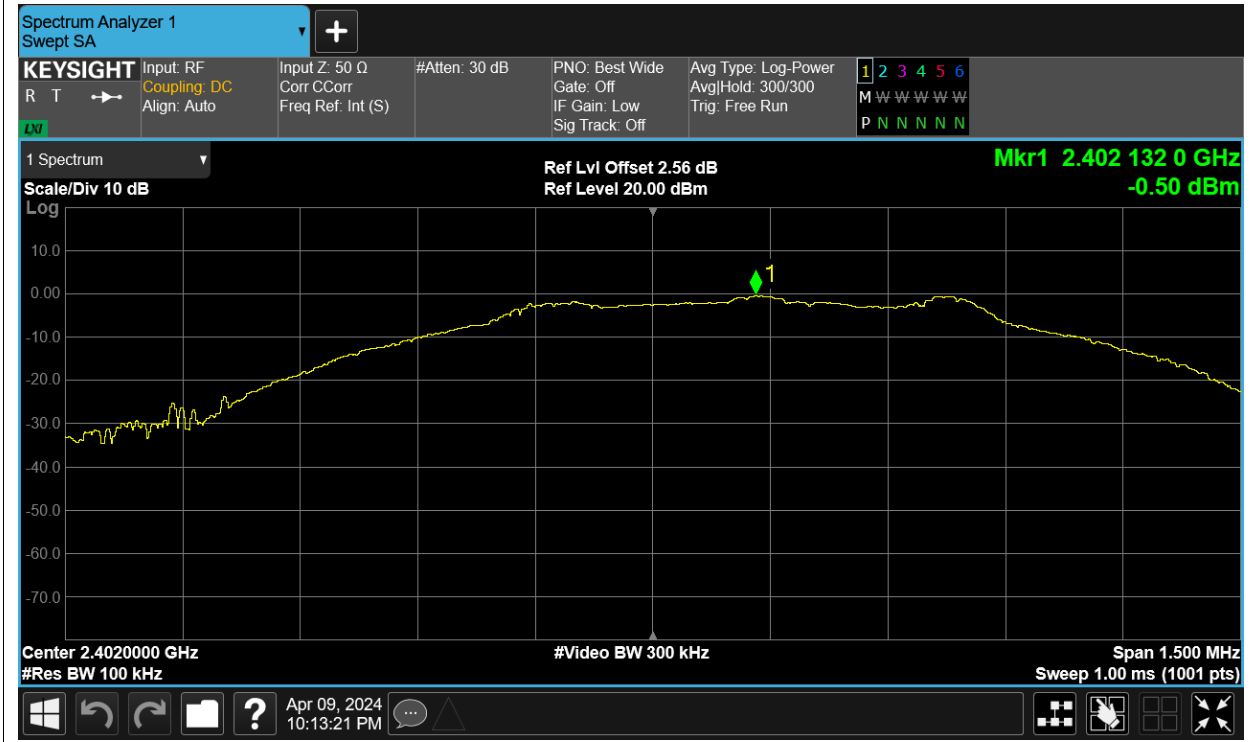 Spectrum Analyzer 1
Swept SA
KEYSIGHT
R T
LXI
Input: RF
Coupling: DC
Align: Auto
Input Z: 50 Ω
Corr CCorr
Freq Ref: Int (S)
#Atten: 30 dB
PNO: Best Wide
Gate: Off
IF Gain: Low
Sig Track: Off
Avg Type: Log-Power
Avg|Hold: 300/300
Trig: Free Run
1 2 3 4 5 6
M W W W W W
P N N N N N
1 Spectrum
Scale/Div 10 dB
Log
Ref Lvl Offset 2.56 dB
Ref Level 20.00 dBm
Mkr1 2.402 132 0 GHz
-0.50 dBm
10.0
0.00
-10.0
-20.0
-30.0
-40.0
-50.0
-60.0
-70.0
1
Center 2.4020000 GHz
#Res BW 100 kHz
#Video BW 300 kHz
Span 1.500 MHz
Sweep 1.00 ms (1001 pts)
?
Apr 09, 2024
10:13:21 PM